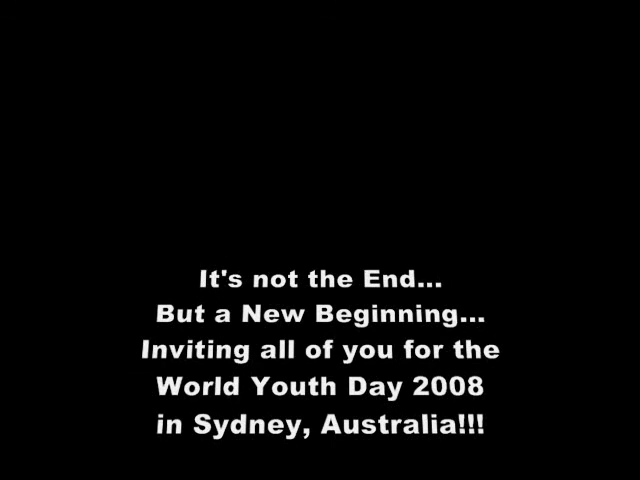 It's not the End...
But a New Beginning...
Inviting all of you for the
World Youth Day 2008
in Sydney, Australia!!!